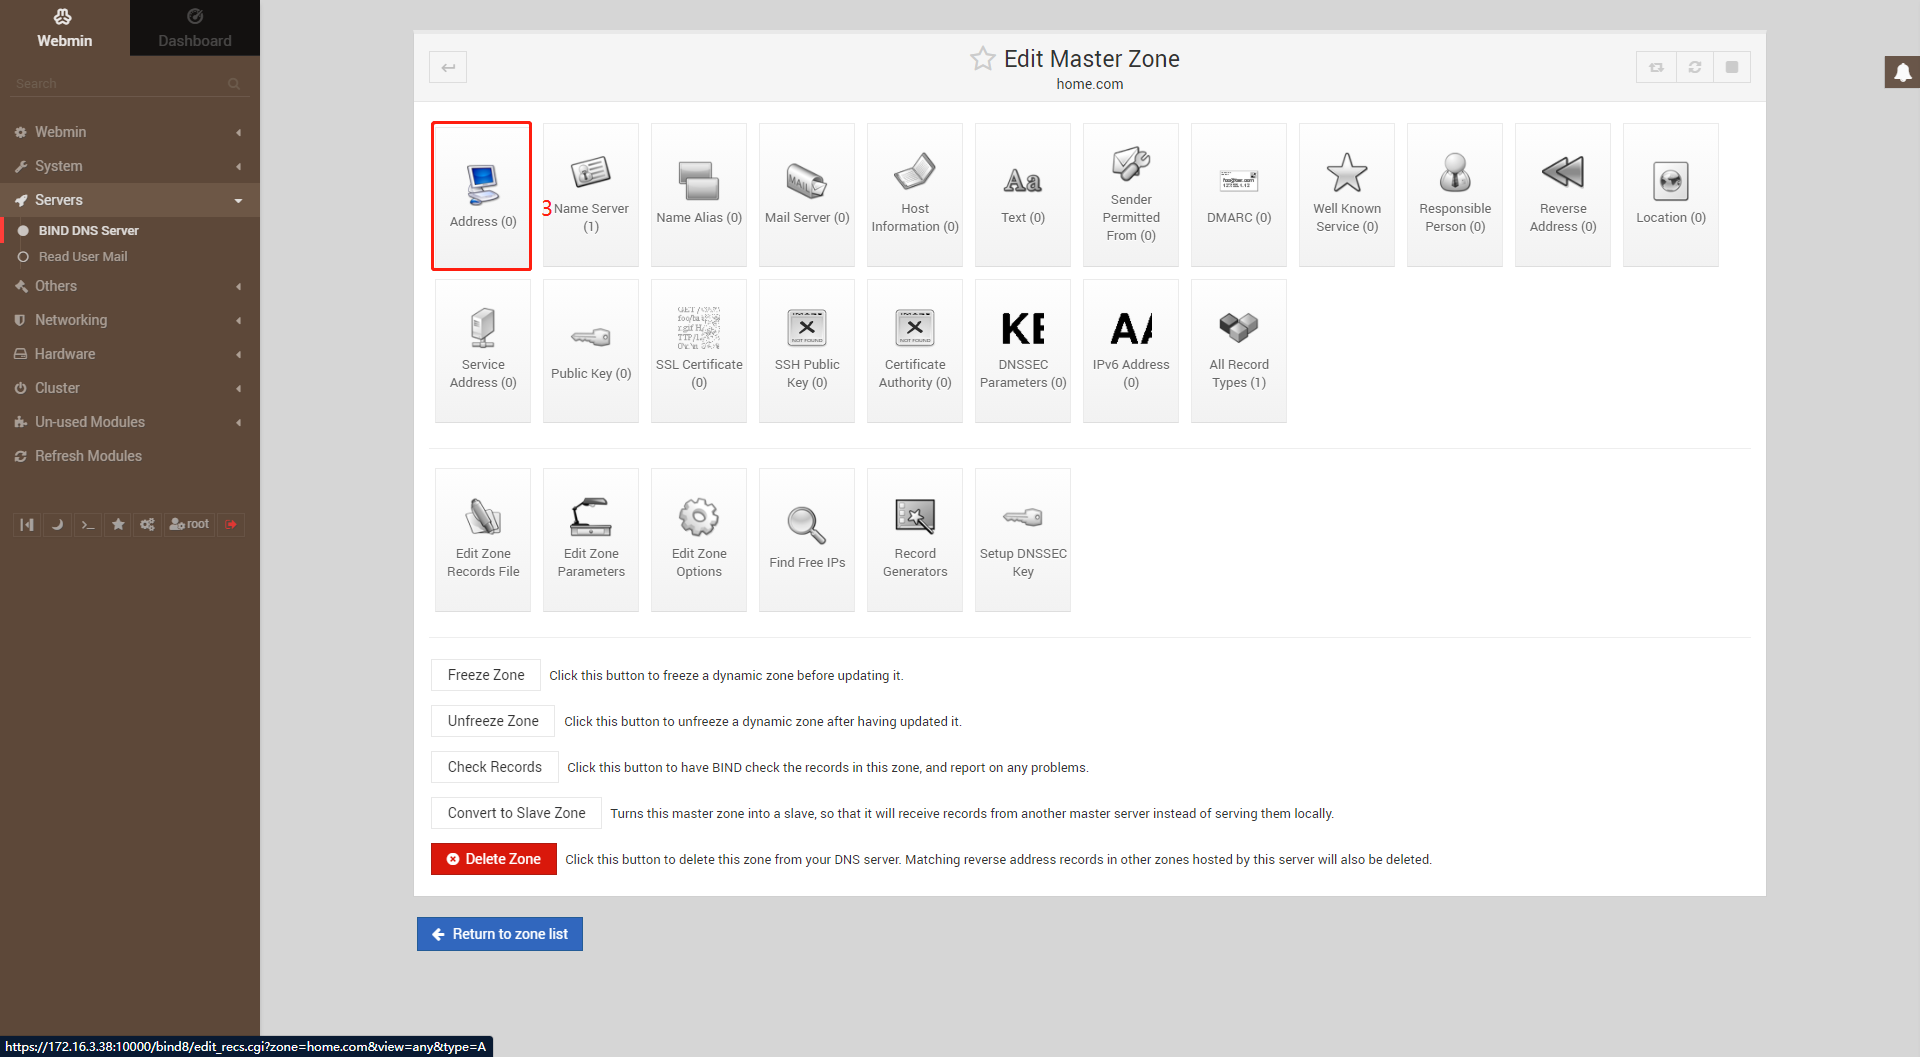 Webmin
Dashboard
Search
Webmin
System
Servers
BIND DNS Server
Read User Mail
Others
Networking
Hardware
Cluster
Un-used Modules
Refresh Modules
root
Edit Master Zone
home.com
Address (0)
3
Name Server
(1)
Name Alias (0)
MAIL
Mail Server (0)
Host
Information (0)
Aa
Text (0)
Sender
Permitted
From (0)
DMARC (0)
Well Known
Service (0)
Responsible
Person (0)
Reverse
Address (0)
Location (0)
Service
Address (0)
Public Key (0)
SSL Certificate
(0)
IMAGE
NOT FOUND
SSH Public
Key (0)
IMAGE
NOT FOUND
Certificate
Authority (0)
KE
DNSSEC
Parameters (0)
AA
IPv6 Address
(0)
All Record
Types (1)
Edit Zone
Records File
Edit Zone
Parameters
Edit Zone
Options
Find Free IPs
Record
Generators
Setup DNSSEC
Key
Freeze Zone Click this button to freeze a dynamic zone before updating it.
Unfreeze Zone Click this button to unfreeze a dynamic zone after having updated it.
Check Records Click this button to have BIND check the records in this zone, and report on any problems.
Convert to Slave Zone Turns this master zone into a slave, so that it will receive records from another master server instead of serving them locally.
Delete Zone Click this button to delete this zone from your DNS server. Matching reverse address records in other zones hosted by this server will also be deleted.
Return to zone list
https://172.16.3.38:10000/bind8/edit_recs.cgi?zone=home.com&view=any&type=A